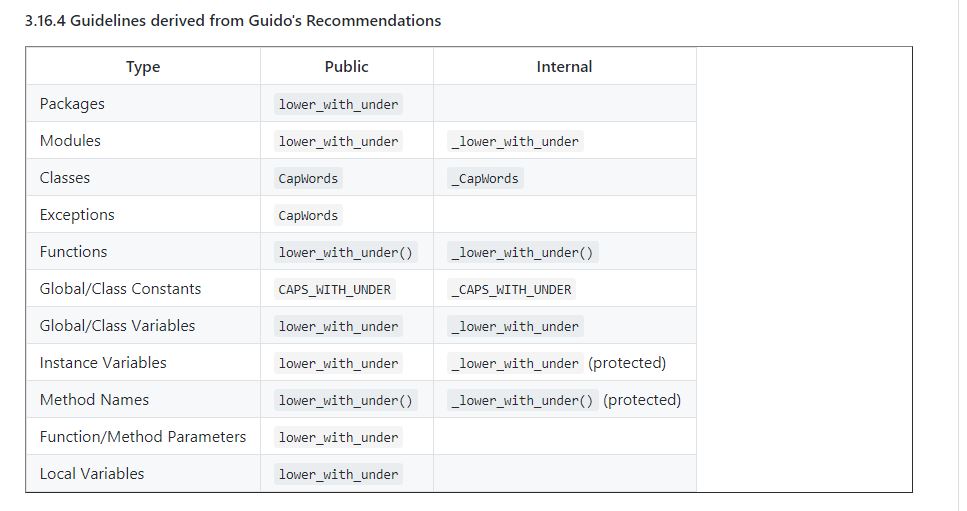 3.16.4 Guidelines derived from Guido's Recommendations
Type Public Internal
Packages lower_with_under
Modules lower_with_under _lower_with_under
Classes CapWords _CapWords
Exceptions CapWords
Functions lower_with_under() _lower_with_under()
Global/Class Constants CAPS_WITH_UNDER _CAPS_WITH_UNDER
Global/Class Variables lower_with_under _lower_with_under
Instance Variables lower_with_under _lower_with_under (protected)
Method Names lower_with_under() _lower_with_under() (protected)
Function/Method Parameters lower_with_under
Local Variables lower_with_under